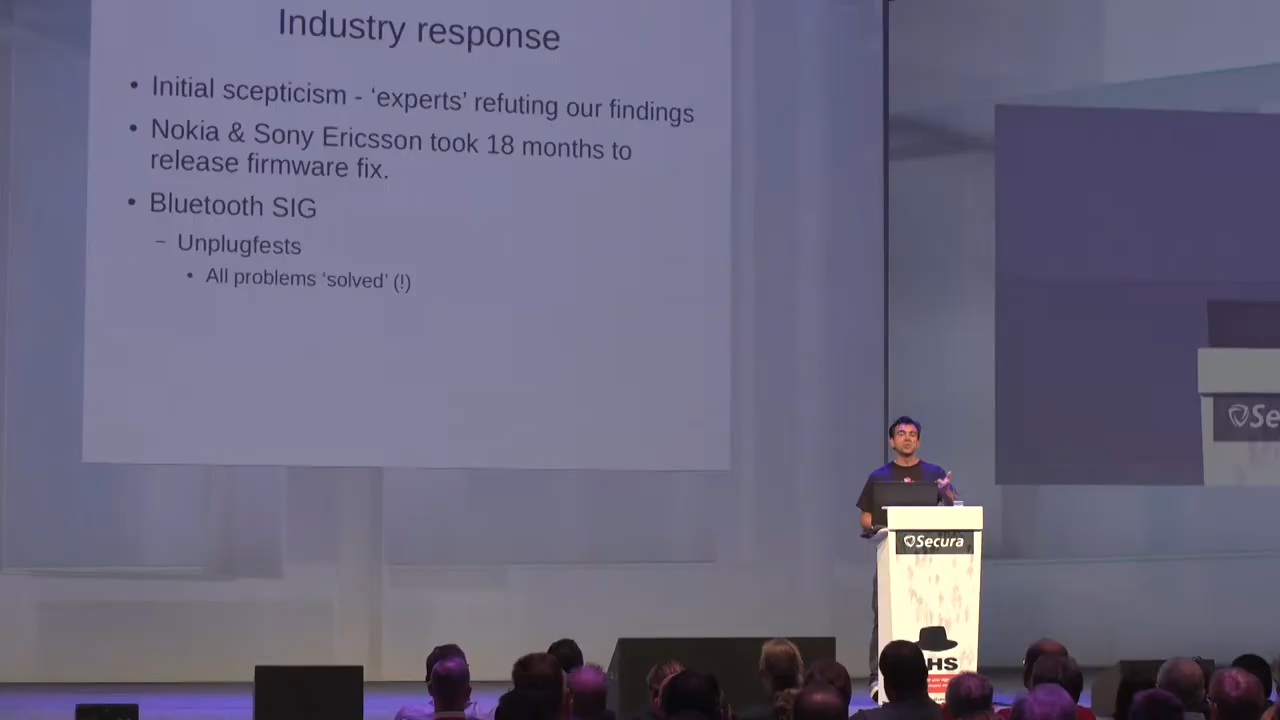 Industry response
• Initial scepticism - ‘experts’ refuting our findings
• Nokia & Sony Ericsson took 18 months to
release firmware fix.
• Bluetooth SIG
– Unplugfests
• All problems ‘solved’ (!)
Se
Secura
HS